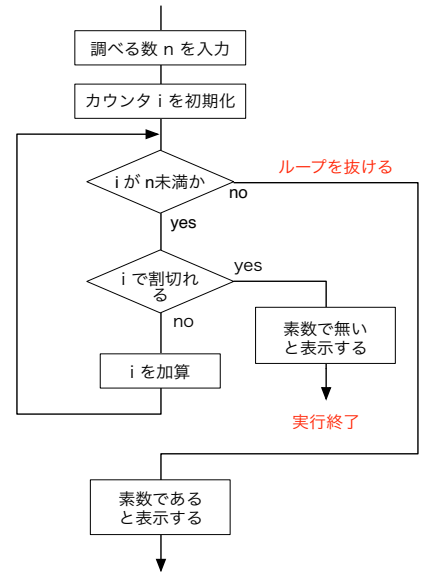 調べる数 n を入力
カウンタ i を初期化
i が n未満か
ループを抜ける
no
yes
i で割切れ
る
yes
no
素数で無い
と表示する
i を加算
実行終了
素数である
と表示する